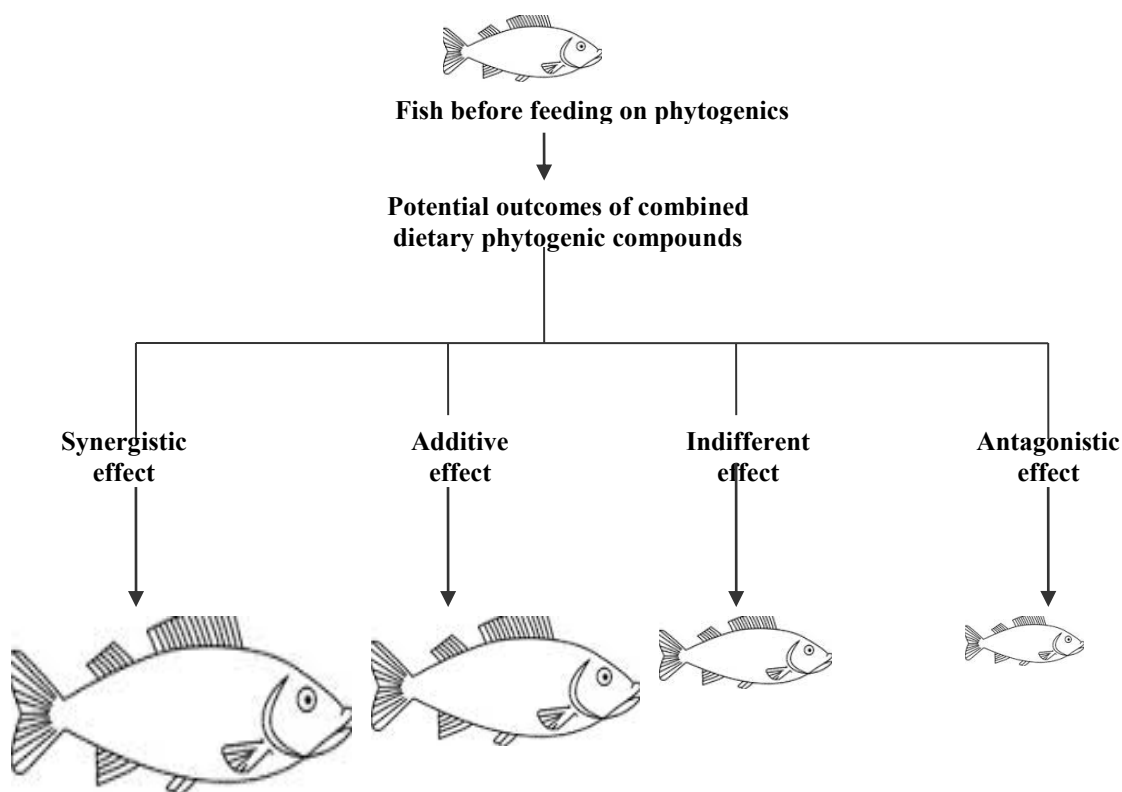 Fish before feeding on phytogenics
Potential outcomes of combined
dietary phytogenic compounds
Synergistic
effect
Additive
effect
Indifferent
effect
Antagonistic
effect